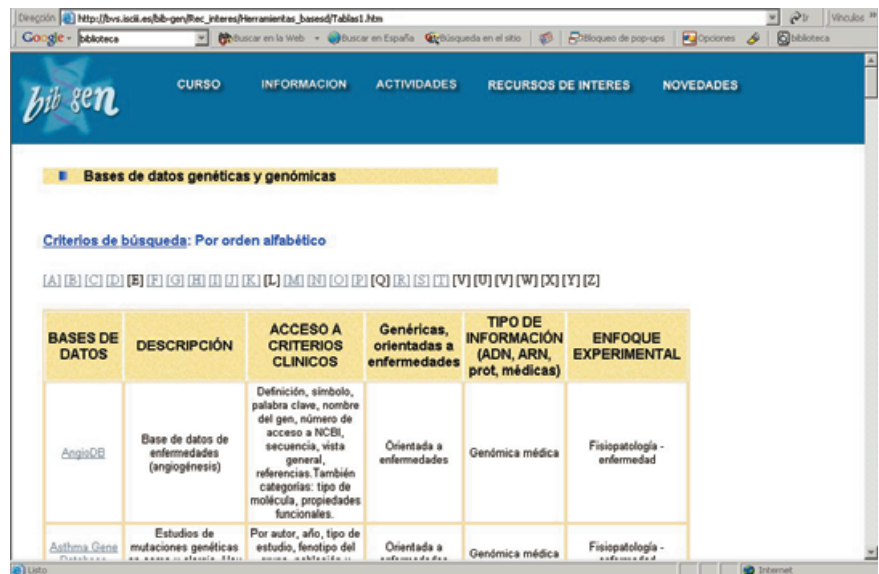 Dirección http://bvs.isciii.es/bib-gen/Rec_interes/Herramientas_basesd/Tablas1.htm Ir Vínculos »
Google - biblioteca Buscar en la Web Buscar en España Búsqueda en el sitio Bloqueo de pop-ups Opciones biblioteca
bib gen
CURSO INFORMACION ACTIVIDADES RECURSOS DE INTERES NOVEDADES
Bases de datos genéticas y genómicas
Criterios de búsqueda: Por orden alfabético
[A] [B] [C] [D] [E] [F] [G] [H] [I] [J] [K] [L] [M] [N] [O] [P] [Q] [R] [S] [T] [V] [U] [V] [W] [X] [Y] [Z]
BASES DE
DATOS
DESCRIPCIÓN
ACCESO A
CRITERIOS
CLINICOS
Genéricas,
orientadas a
enfermedades
TIPO DE
INFORMACIÓN
(ADN, ARN,
prot, médicas)
ENFOQUE
EXPERIMENTAL
AngioDB
Base de datos de
enfermedades
(angiogénesis)
Definición, símbolo,
palabra clave, nombre
del gen, número de
acceso a NCBI,
secuencia, vista
general,
referencias.También
categorías: tipo de
molécula, propiedades
funcionales.
Orientada a
enfermedades
Genómica médica
Fisiopatología -
enfermedad
Asthma Gene
Estudios de
mutaciones genéticas
Por autor, año, tipo de
estudio, fenotipo del
Orientada a
Genómica médica
Fisiopatología -
Listo Internet